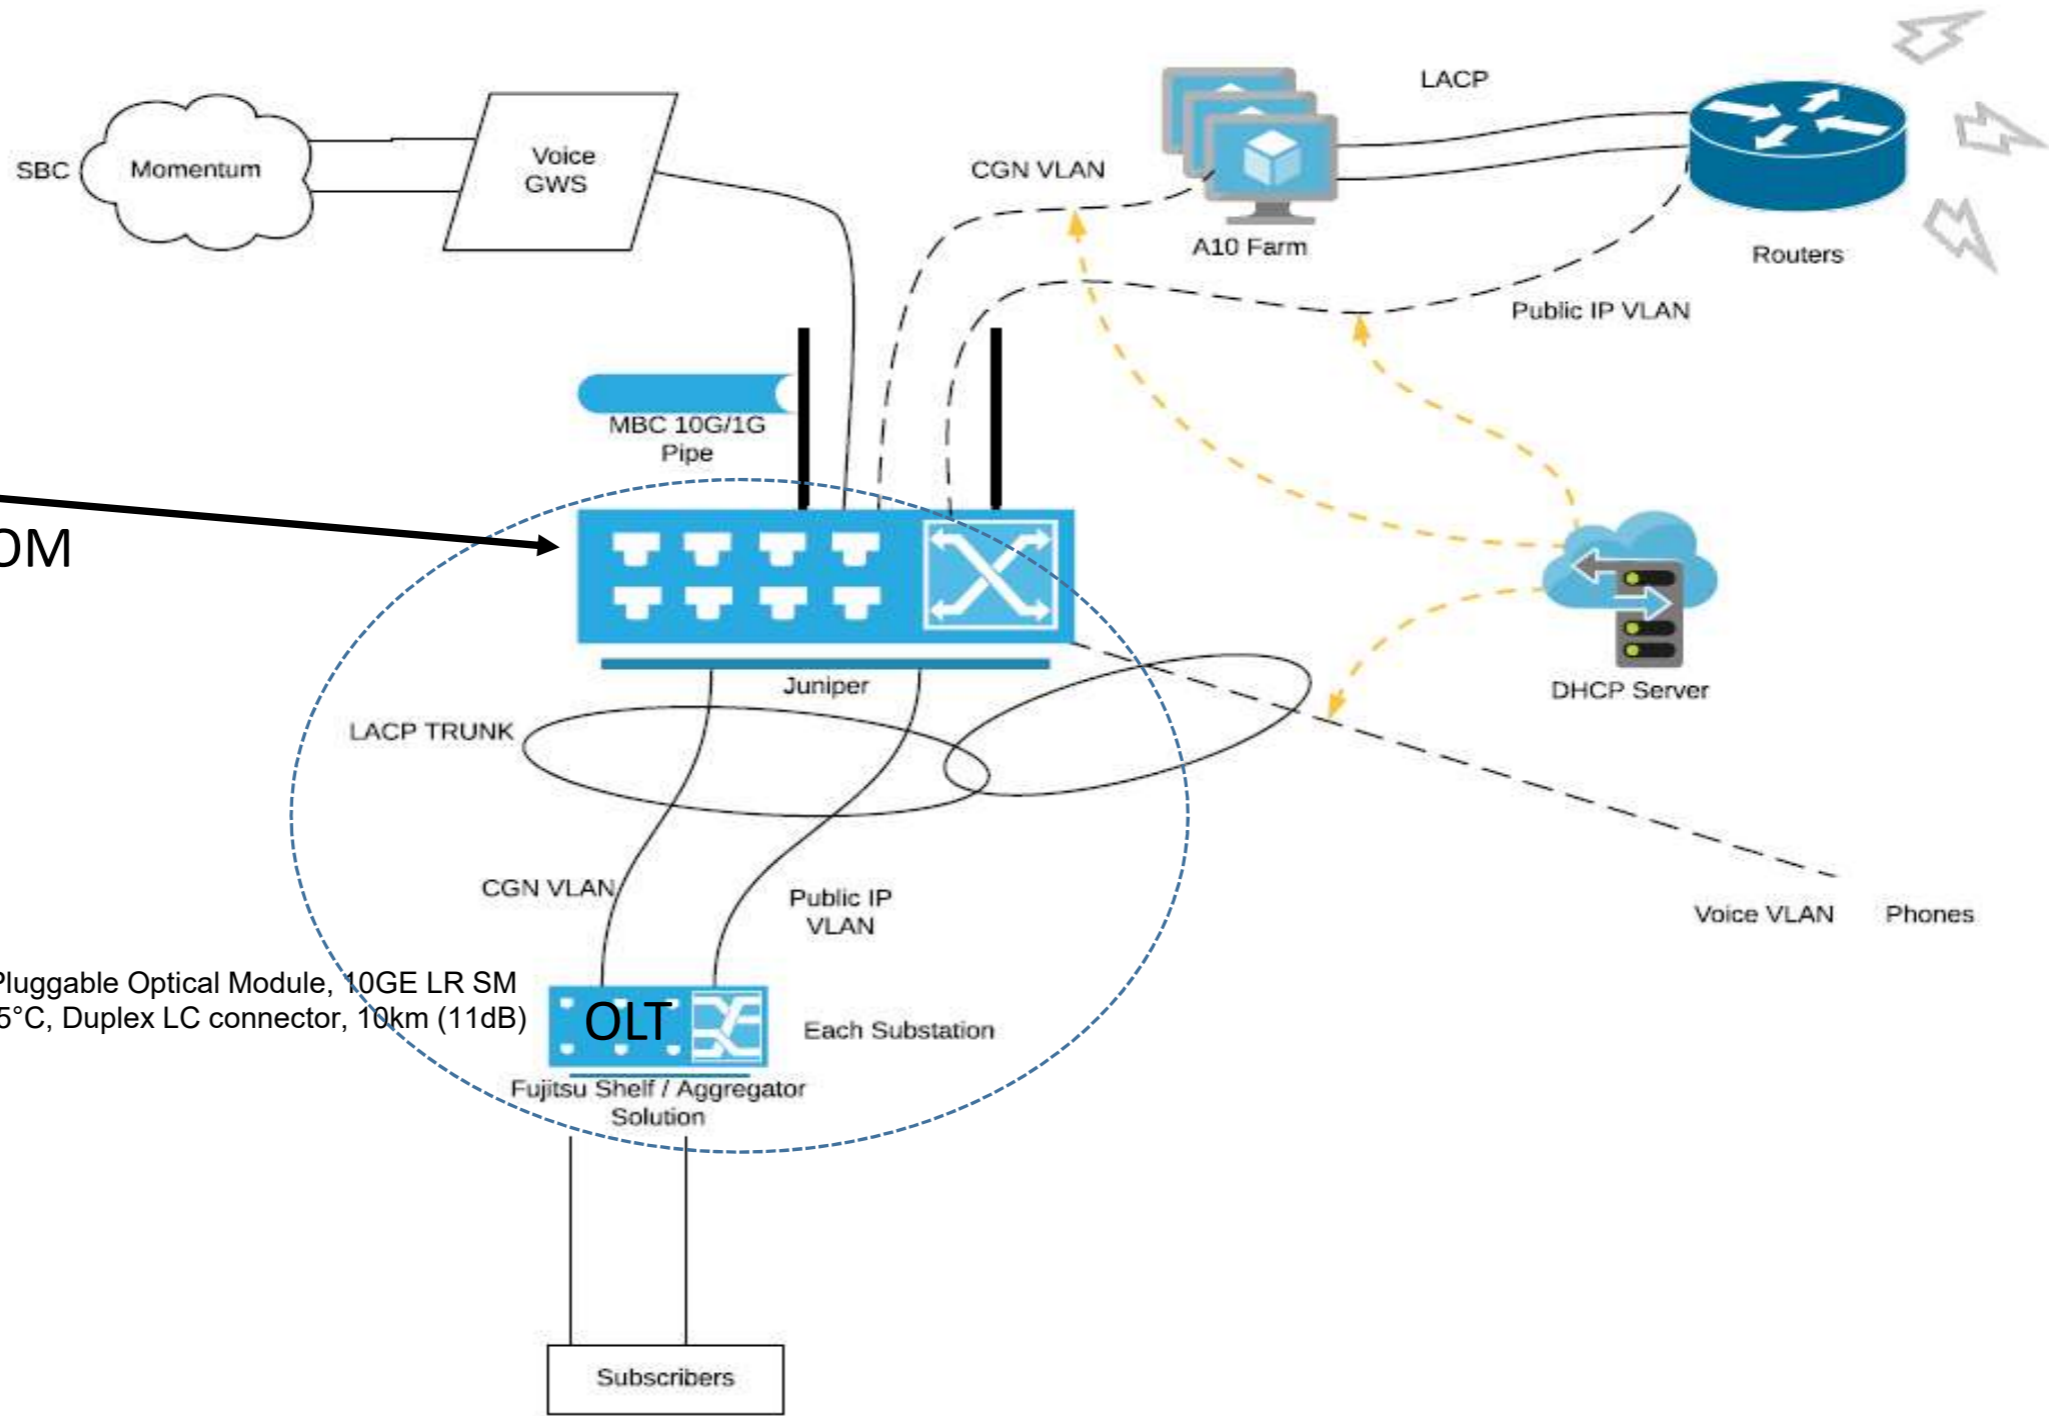 LACP
SBC
Momentum
Voice
GWS
CGN VLAN
A10 Farm
Routers
Public IP VLAN
MBC 10G/1G
Pipe
OM
Juniper
DHCP Server
LACP TRUNK
CGN VLAN
Public IP
VLAN
Voice VLAN
Phones
Pluggable Optical Module, 10GE LR SM
5°C, Duplex LC connector, 10km (11dB)
OLT
Each Substation
Fujitsu Shelf / Aggregator
Solution
Subscribers